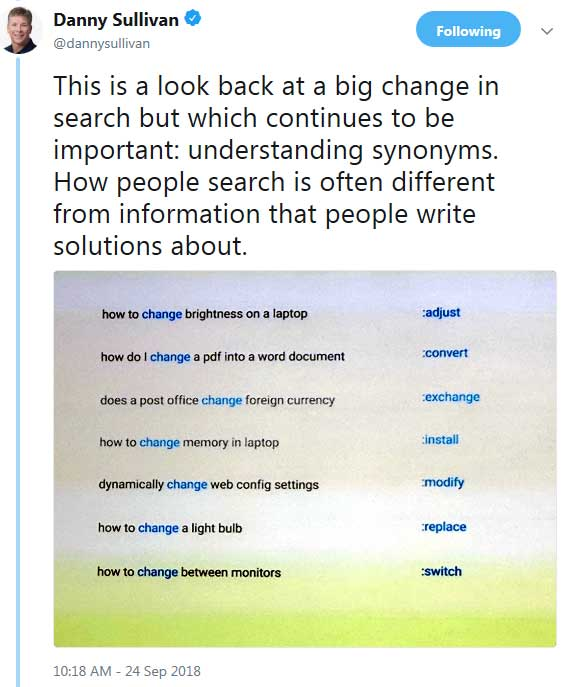 Danny Sullivan
@dannysullivan
Following
This is a look back at a big change in
search but which continues to be
important: understanding synonyms.
How people search is often different
from information that people write
solutions about.
how to change brightness on a laptop :adjust
how do I change a pdf into a word document :convert
does a post office change foreign currency :exchange
how to change memory in laptop :install
dynamically change web config settings :modify
how to change a light bulb :replace
how to change between monitors :switch
10:18 AM - 24 Sep 2018